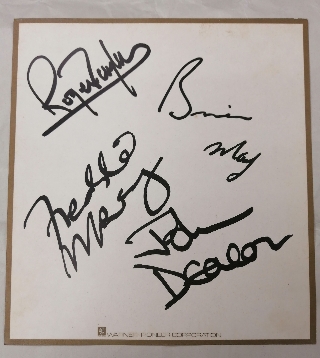 Roger Taylor
Brian
May
Freddie
Mercury
John
Deacon
WARNER-PIONEER CORPORATION